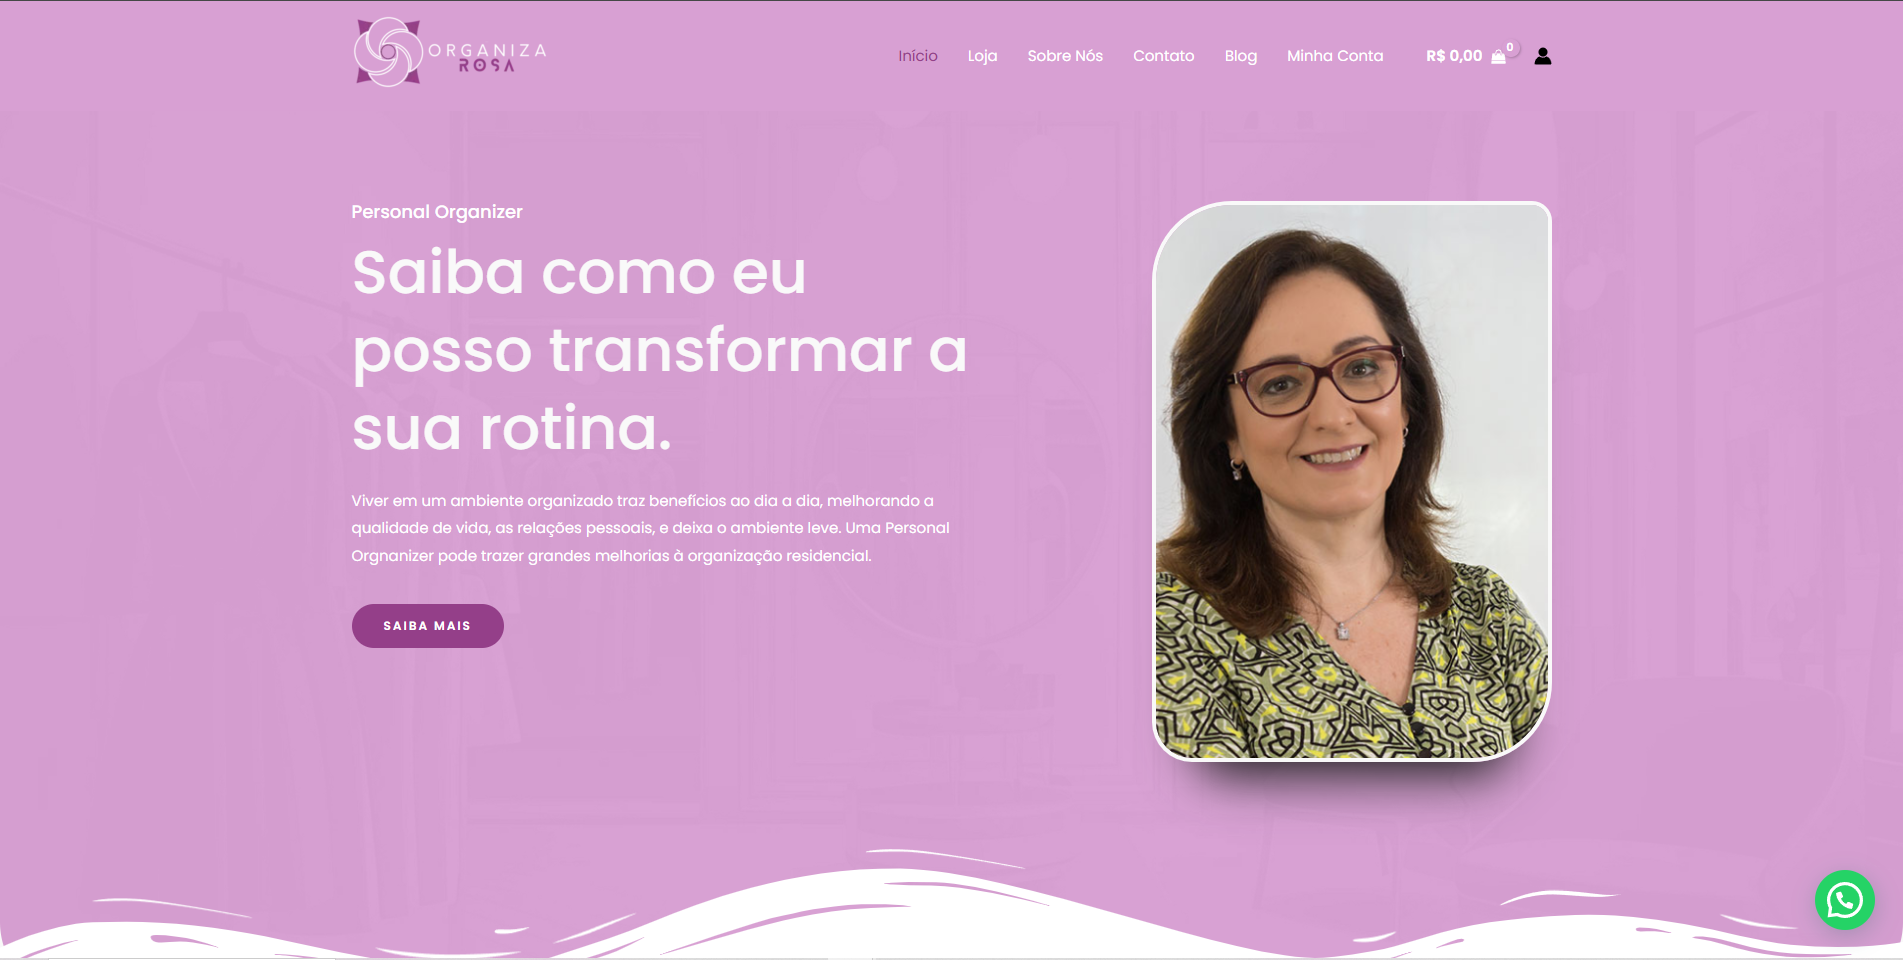 ORGANIZA
ROSA
Início Loja Sobre Nós Contato Blog Minha Conta R$ 0,00 0
Personal Organizer
Saiba como eu
posso transformar a
sua rotina.
Viver em um ambiente organizado traz benefícios ao dia a dia, melhorando a
qualidade de vida, as relações pessoais, e deixa o ambiente leve. Uma Personal
Orgnanizer pode trazer grandes melhorias à organização residencial.
SAIBA MAIS